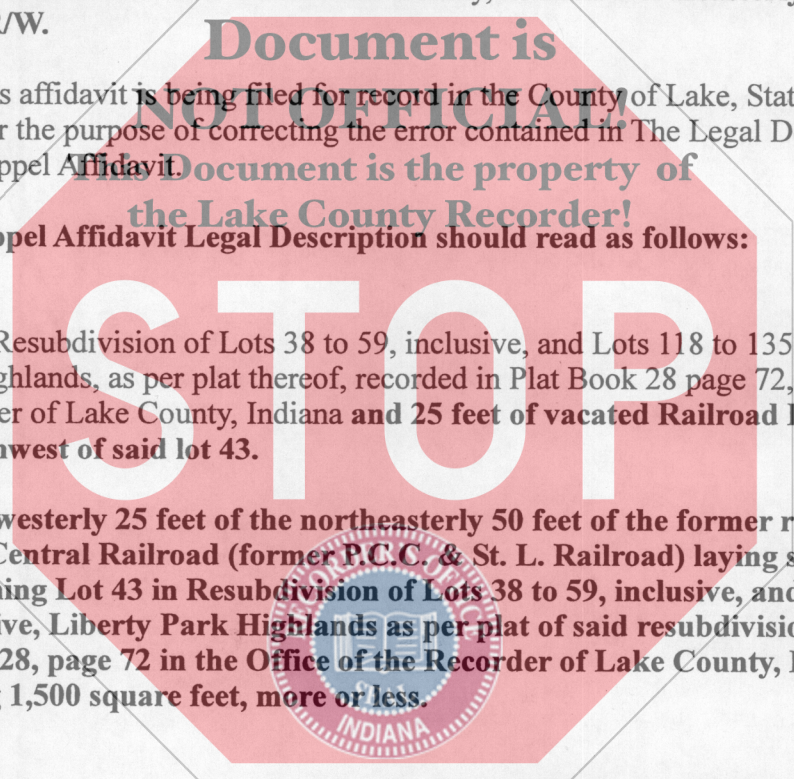 R/W.
Document is
s affidavit is being filed for record in the County of Lake, Stat
NOT OFFICIAL!
r the purpose of correcting the error contained in The Legal D
ppel Affidavit.
This Document is the property of
the Lake County Recorder!
ppel Affidavit Legal Description should read as follows:
STOP
Resubdivision of Lots 38 to 59, inclusive, and Lots 118 to 135
ghlands, as per plat thereof, recorded in Plat Book 28 page 72,
er of Lake County, Indiana and 25 feet of vacated Railroad
hwest of said lot 43.
westerly 25 feet of the northeasterly 50 feet of the former r
Central Railroad (former P.C.C. & St. L. Railroad) laying s
ning Lot 43 in Resubdivision of Lots 38 to 59, inclusive, and
ive, Liberty Park Highlands as per plat of said resubdivisio
28, page 72 in the Office of the Recorder of Lake County,
g 1,500 square feet, more or less.
RECORDER'S OFFICE
SEAL
INDIANA